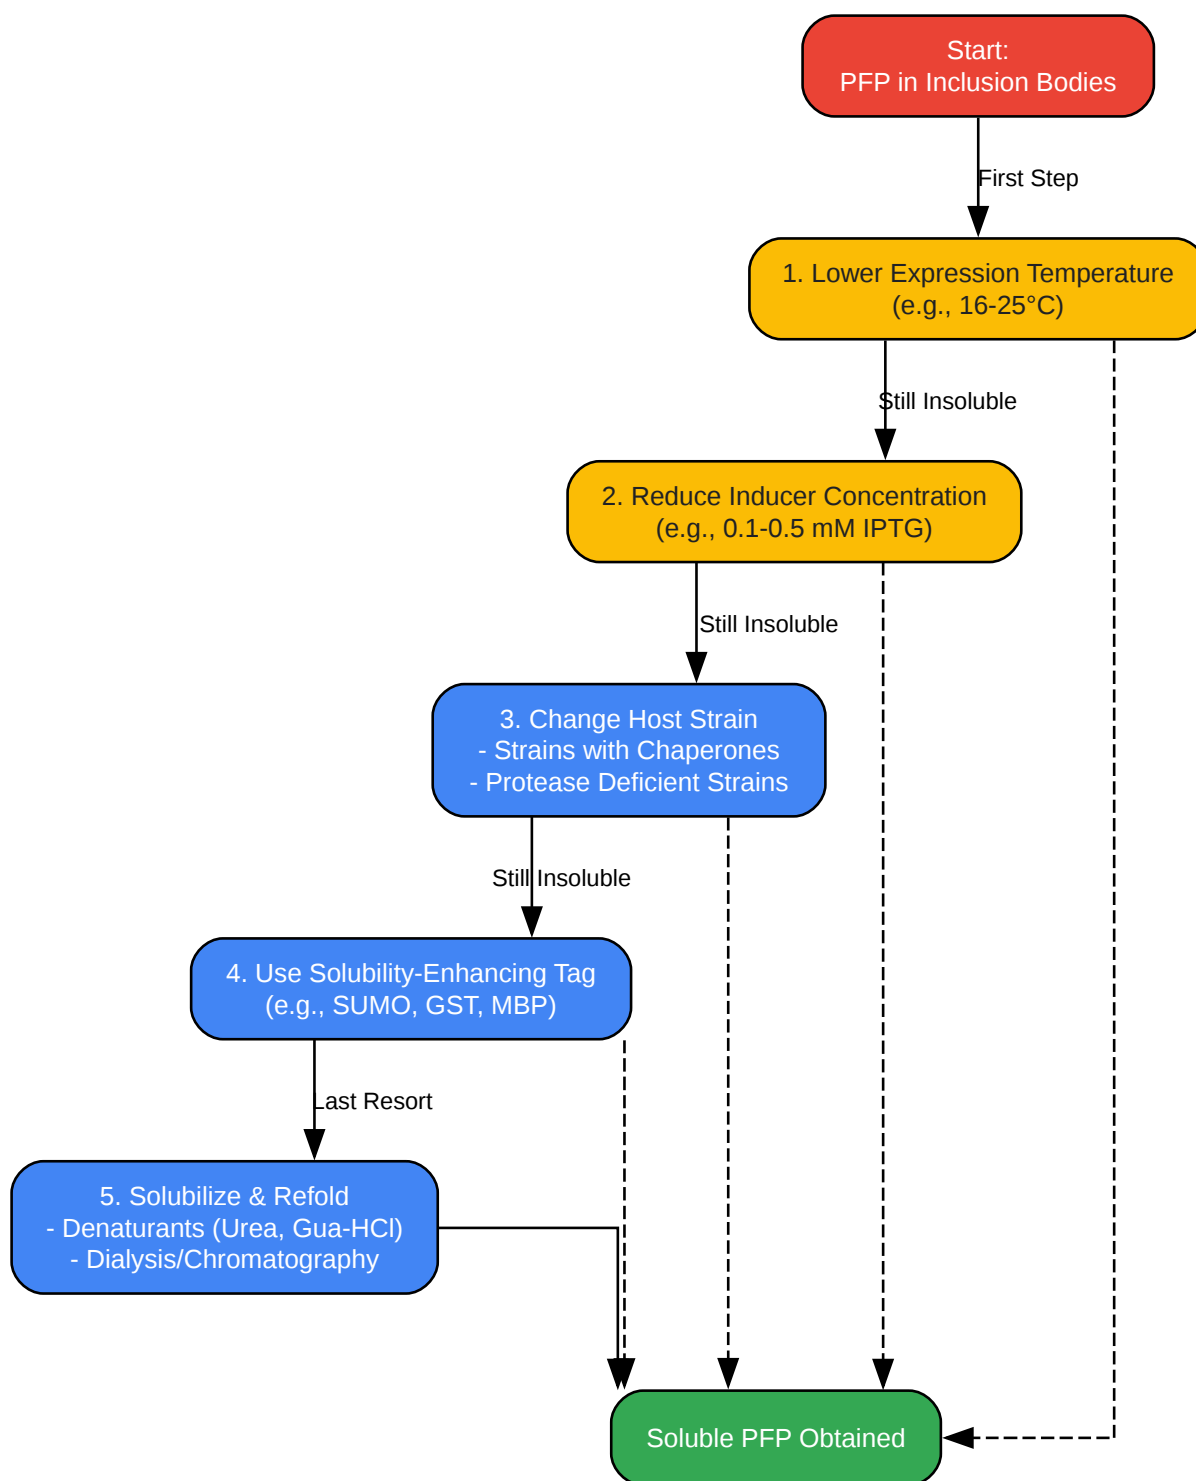 Start:
PFP in Inclusion Bodies
First Step
1. Lower Expression Temperature
(e.g., 16-25°C)
Still Insoluble
2. Reduce Inducer Concentration
(e.g., 0.1-0.5 mM IPTG)
Still Insoluble
3. Change Host Strain
- Strains with Chaperones
- Protease Deficient Strains
Still Insoluble
4. Use Solubility-Enhancing Tag
(e.g., SUMO, GST, MBP)
Last Resort
5. Solubilize & Refold
- Denaturants (Urea, Gua-HCl)
- Dialysis/Chromatography
Soluble PFP Obtained